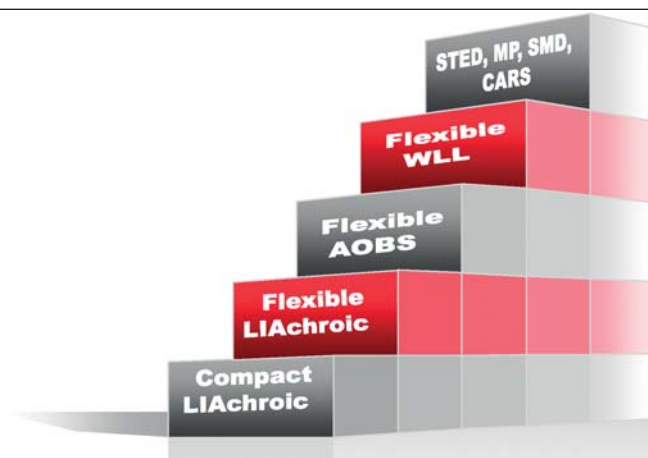 STED, MP, SMD,
CARS
Flexible
WLL
Flexible
AOBS
Flexible
LIAchroic
Compact
LIAchroic